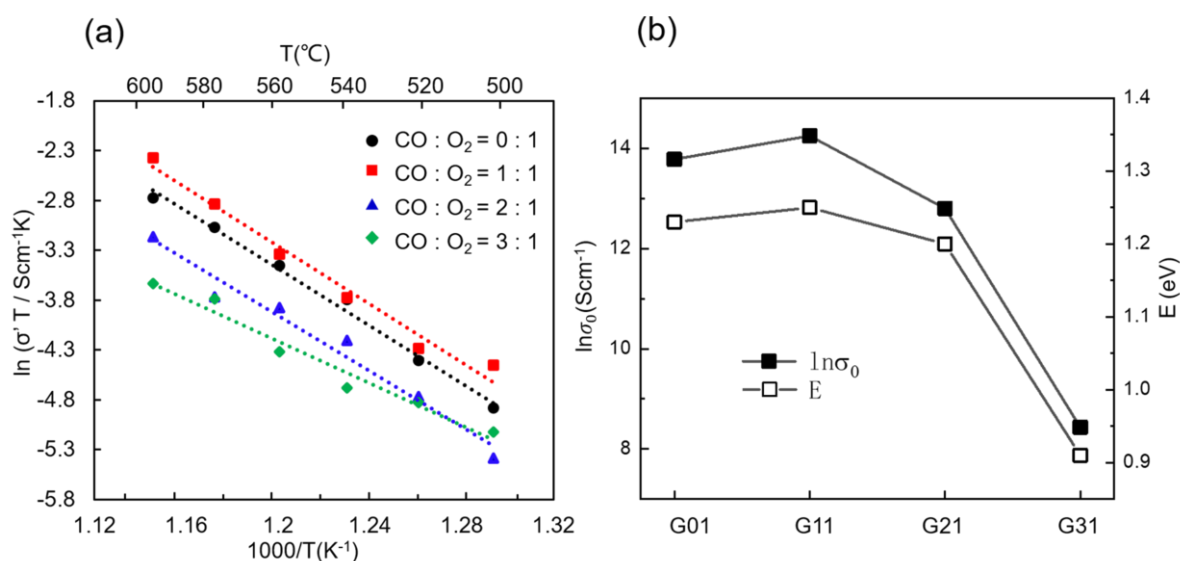 (a)
T(℃)
600 580 560 540 520 500
-1.8
-2.3
-2.8
-3.3
-3.8
-4.3
-4.8
-5.3
-5.8
ln (σ' T / Scm⁻¹K)
CO : O₂ = 0 : 1
CO : O₂ = 1 : 1
CO : O₂ = 2 : 1
CO : O₂ = 3 : 1
1.12 1.16 1.2 1.24 1.28 1.32
1000/T(K⁻¹)
(b)
14
12
10
8
lnσ₀(Scm⁻¹)
lnσ₀
E
1.4
1.3
1.2
1.1
1.0
0.9
E (eV)
G01 G11 G21 G31